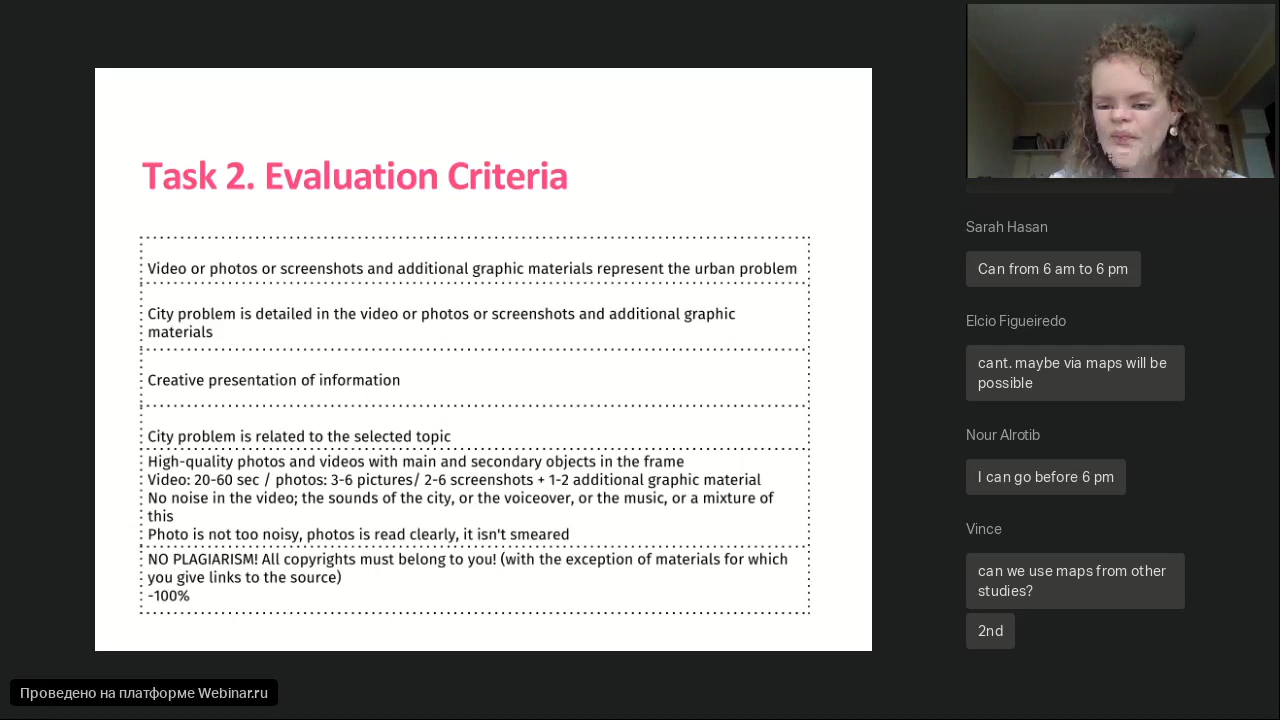 Task 2. Evaluation Criteria
Video or photos or screenshots and additional graphic materials represent the urban problem
City problem is detailed in the video or photos or screenshots and additional graphic
materials
Creative presentation of information
City problem is related to the selected topic
High-quality photos and videos with main and secondary objects in the frame
Video: 20-60 sec / photos: 3-6 pictures/ 2-6 screenshots + 1-2 additional graphic material
No noise in the video; the sounds of the city, or the voiceover, or the music, or a mixture of
this
Photo is not too noisy, photos is read clearly, it isn't smeared
NO PLAGIARISM! All copyrights must belong to you! (with the exception of materials for which
you give links to the source)
-100%
Sarah Hasan
Can from 6 am to 6 pm
Elcio Figueiredo
cant. maybe via maps will be
possible
Nour Alrotib
I can go before 6 pm
Vince
can we use maps from other
studies?
2nd
Проведено на платформе Webinar.ru